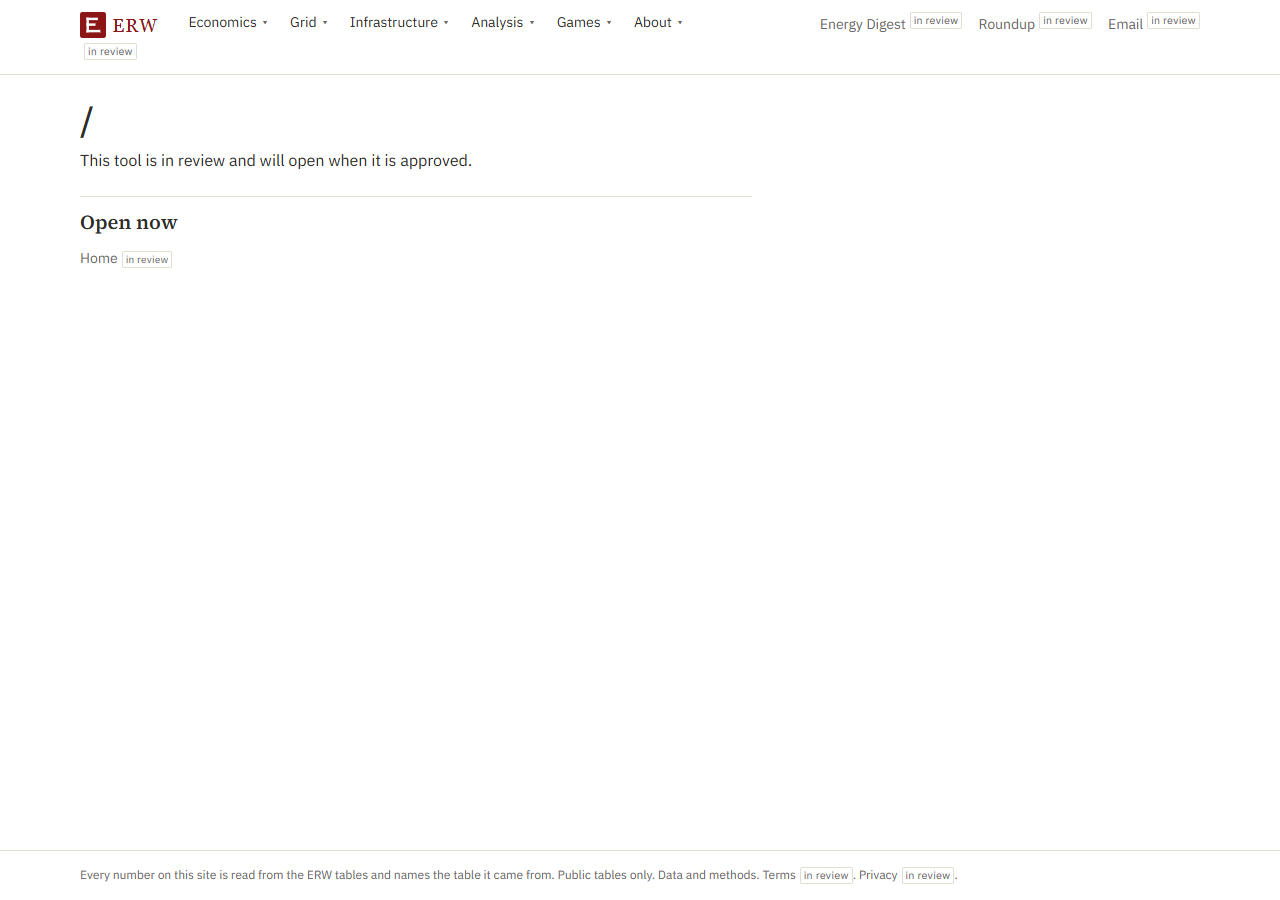 E ERW Economics ▾ Grid ▾ Infrastructure ▾ Analysis ▾ Games ▾ About ▾ Energy Digest in review Roundup in review Email in review
in review
/
This tool is in review and will open when it is approved.
Open now
Home in review
Every number on this site is read from the ERW tables and names the table it came from. Public tables only. Data and methods. Terms in review. Privacy in review.